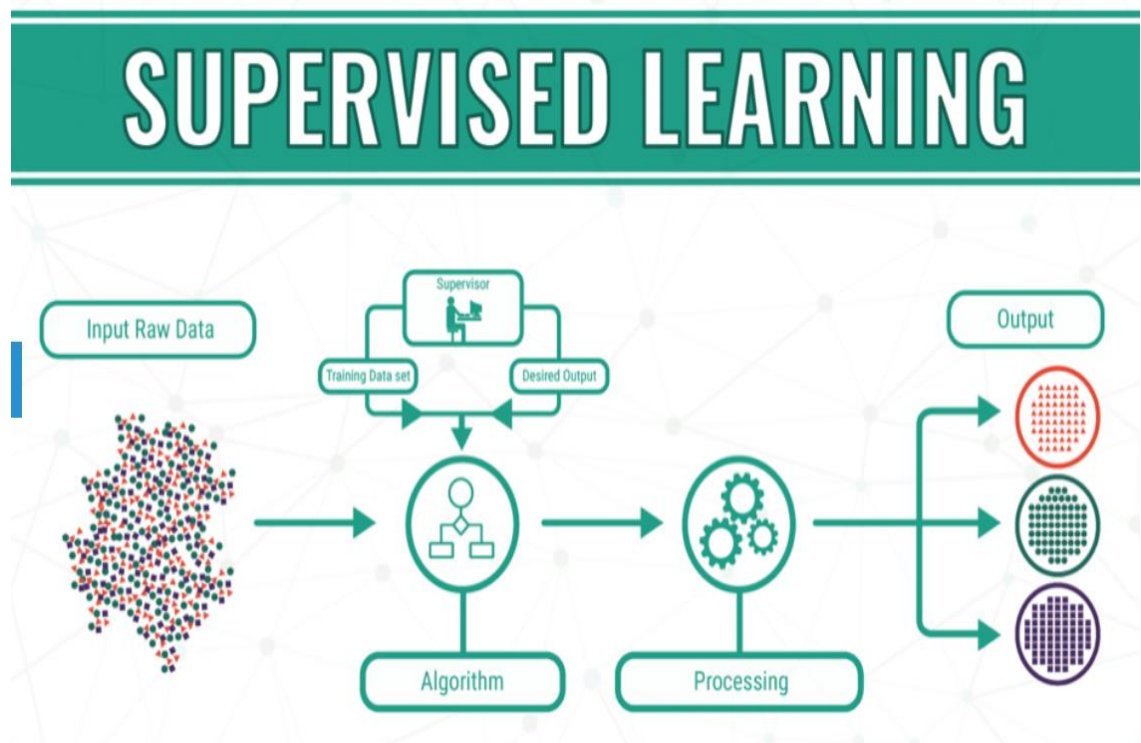 SUPERVISED LEARNING
Input Raw Data
Supervisor
Training Data set
Desired Output
Algorithm
Processing
Output